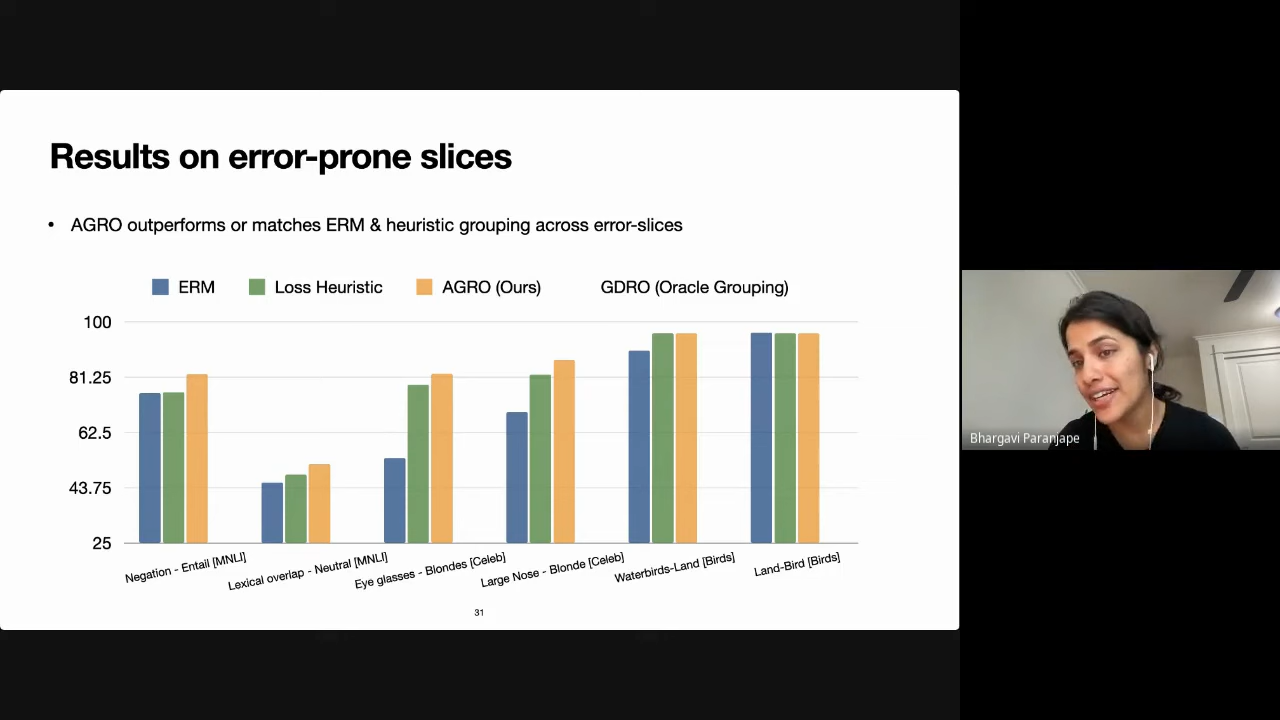 Results on error-prone slices
• AGRO outperforms or matches ERM & heuristic grouping across error-slices
ERM Loss Heuristic AGRO (Ours) GDRO (Oracle Grouping)
100
81.25
62.5
43.75
25
Negation - Entail [MNLI]
Lexical overlap - Neutral [MNLI]
Eye glasses - Blondes [Celeb]
Large Nose - Blonde [Celeb]
Waterbirds-Land [Birds]
Land-Bird [Birds]
31
Bhargavi Paranjape